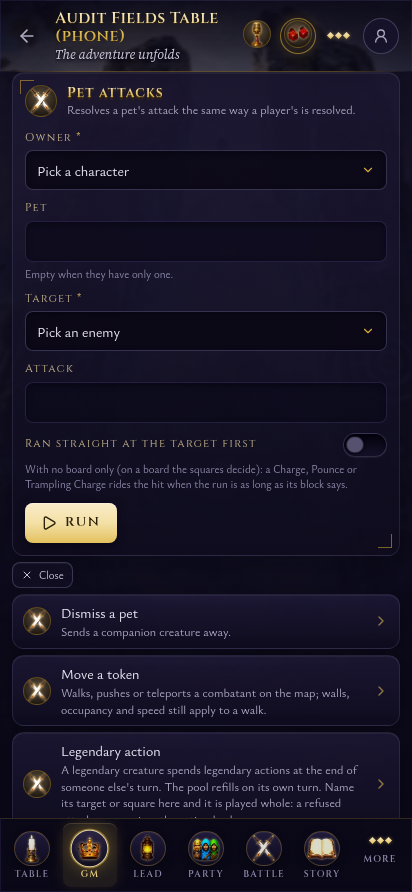 Audit Fields Table
(phone)
The adventure unfolds
Pet attacks
Resolves a pet's attack the same way a player's is resolved.
Owner *
Pick a character
Pet
Empty when they have only one.
Target *
Pick an enemy
Attack
Ran straight at the target first
With no board only (on a board the squares decide): a Charge, Pounce or
Trampling Charge rides the hit when the run is as long as its block says.
RUN
Close
Dismiss a pet
Sends a companion creature away.
Move a token
Walks, pushes or teleports a combatant on the map; walls,
occupancy and speed still apply to a walk.
Legendary action
A legendary creature spends legendary actions at the end of
someone else's turn. The pool refills on its own turn. Name
its target or square here and it is played whole: a refused
TABLE
GM
LEAD
PARTY
BATTLE
STORY
MORE